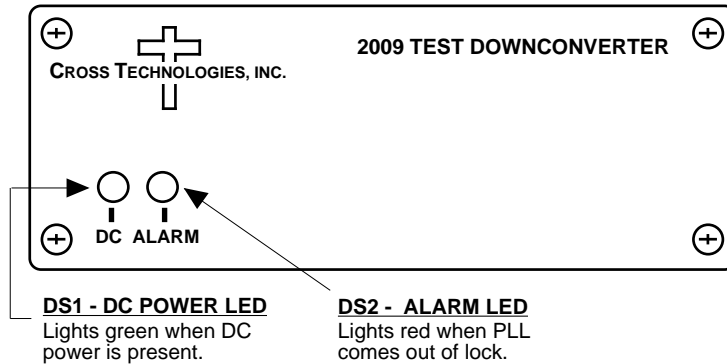 2009 TEST DOWNCONVERTER
CROSS TECHNOLOGIES, INC.
DC ALARM
DS1 - DC POWER LED
Lights green when DC
power is present.
DS2 - ALARM LED
Lights red when PLL
comes out of lock.